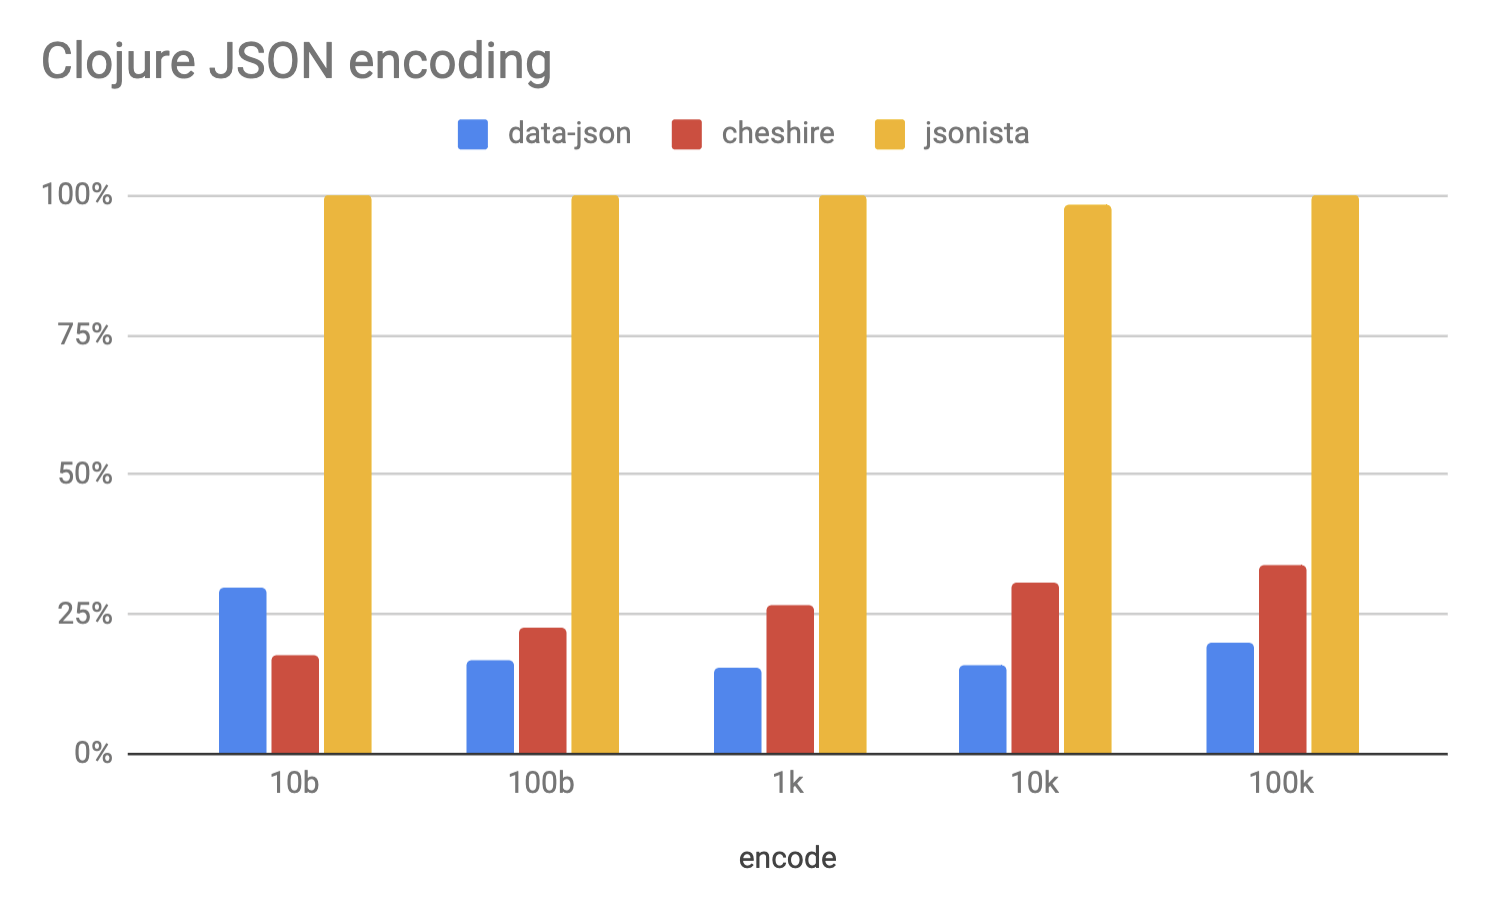 Clojure JSON encoding
data-json cheshire jsonista
100%
75%
50%
25%
0%
10b 100b 1k 10k 100k
encode